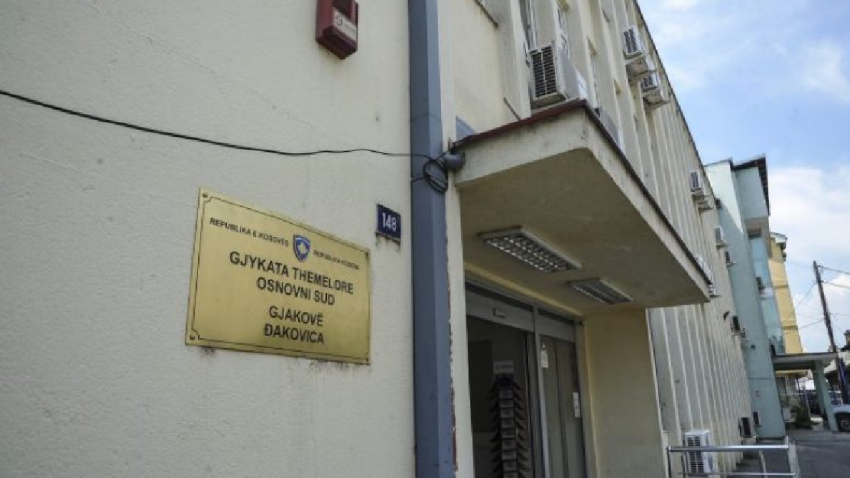 REPUBLIKA E KOSOVËS
REPUBLIKA KOSOVA
GJYKATA THEMELORE
OSNOVNI SUD
GJAKOVË
ĐAKOVICA
148